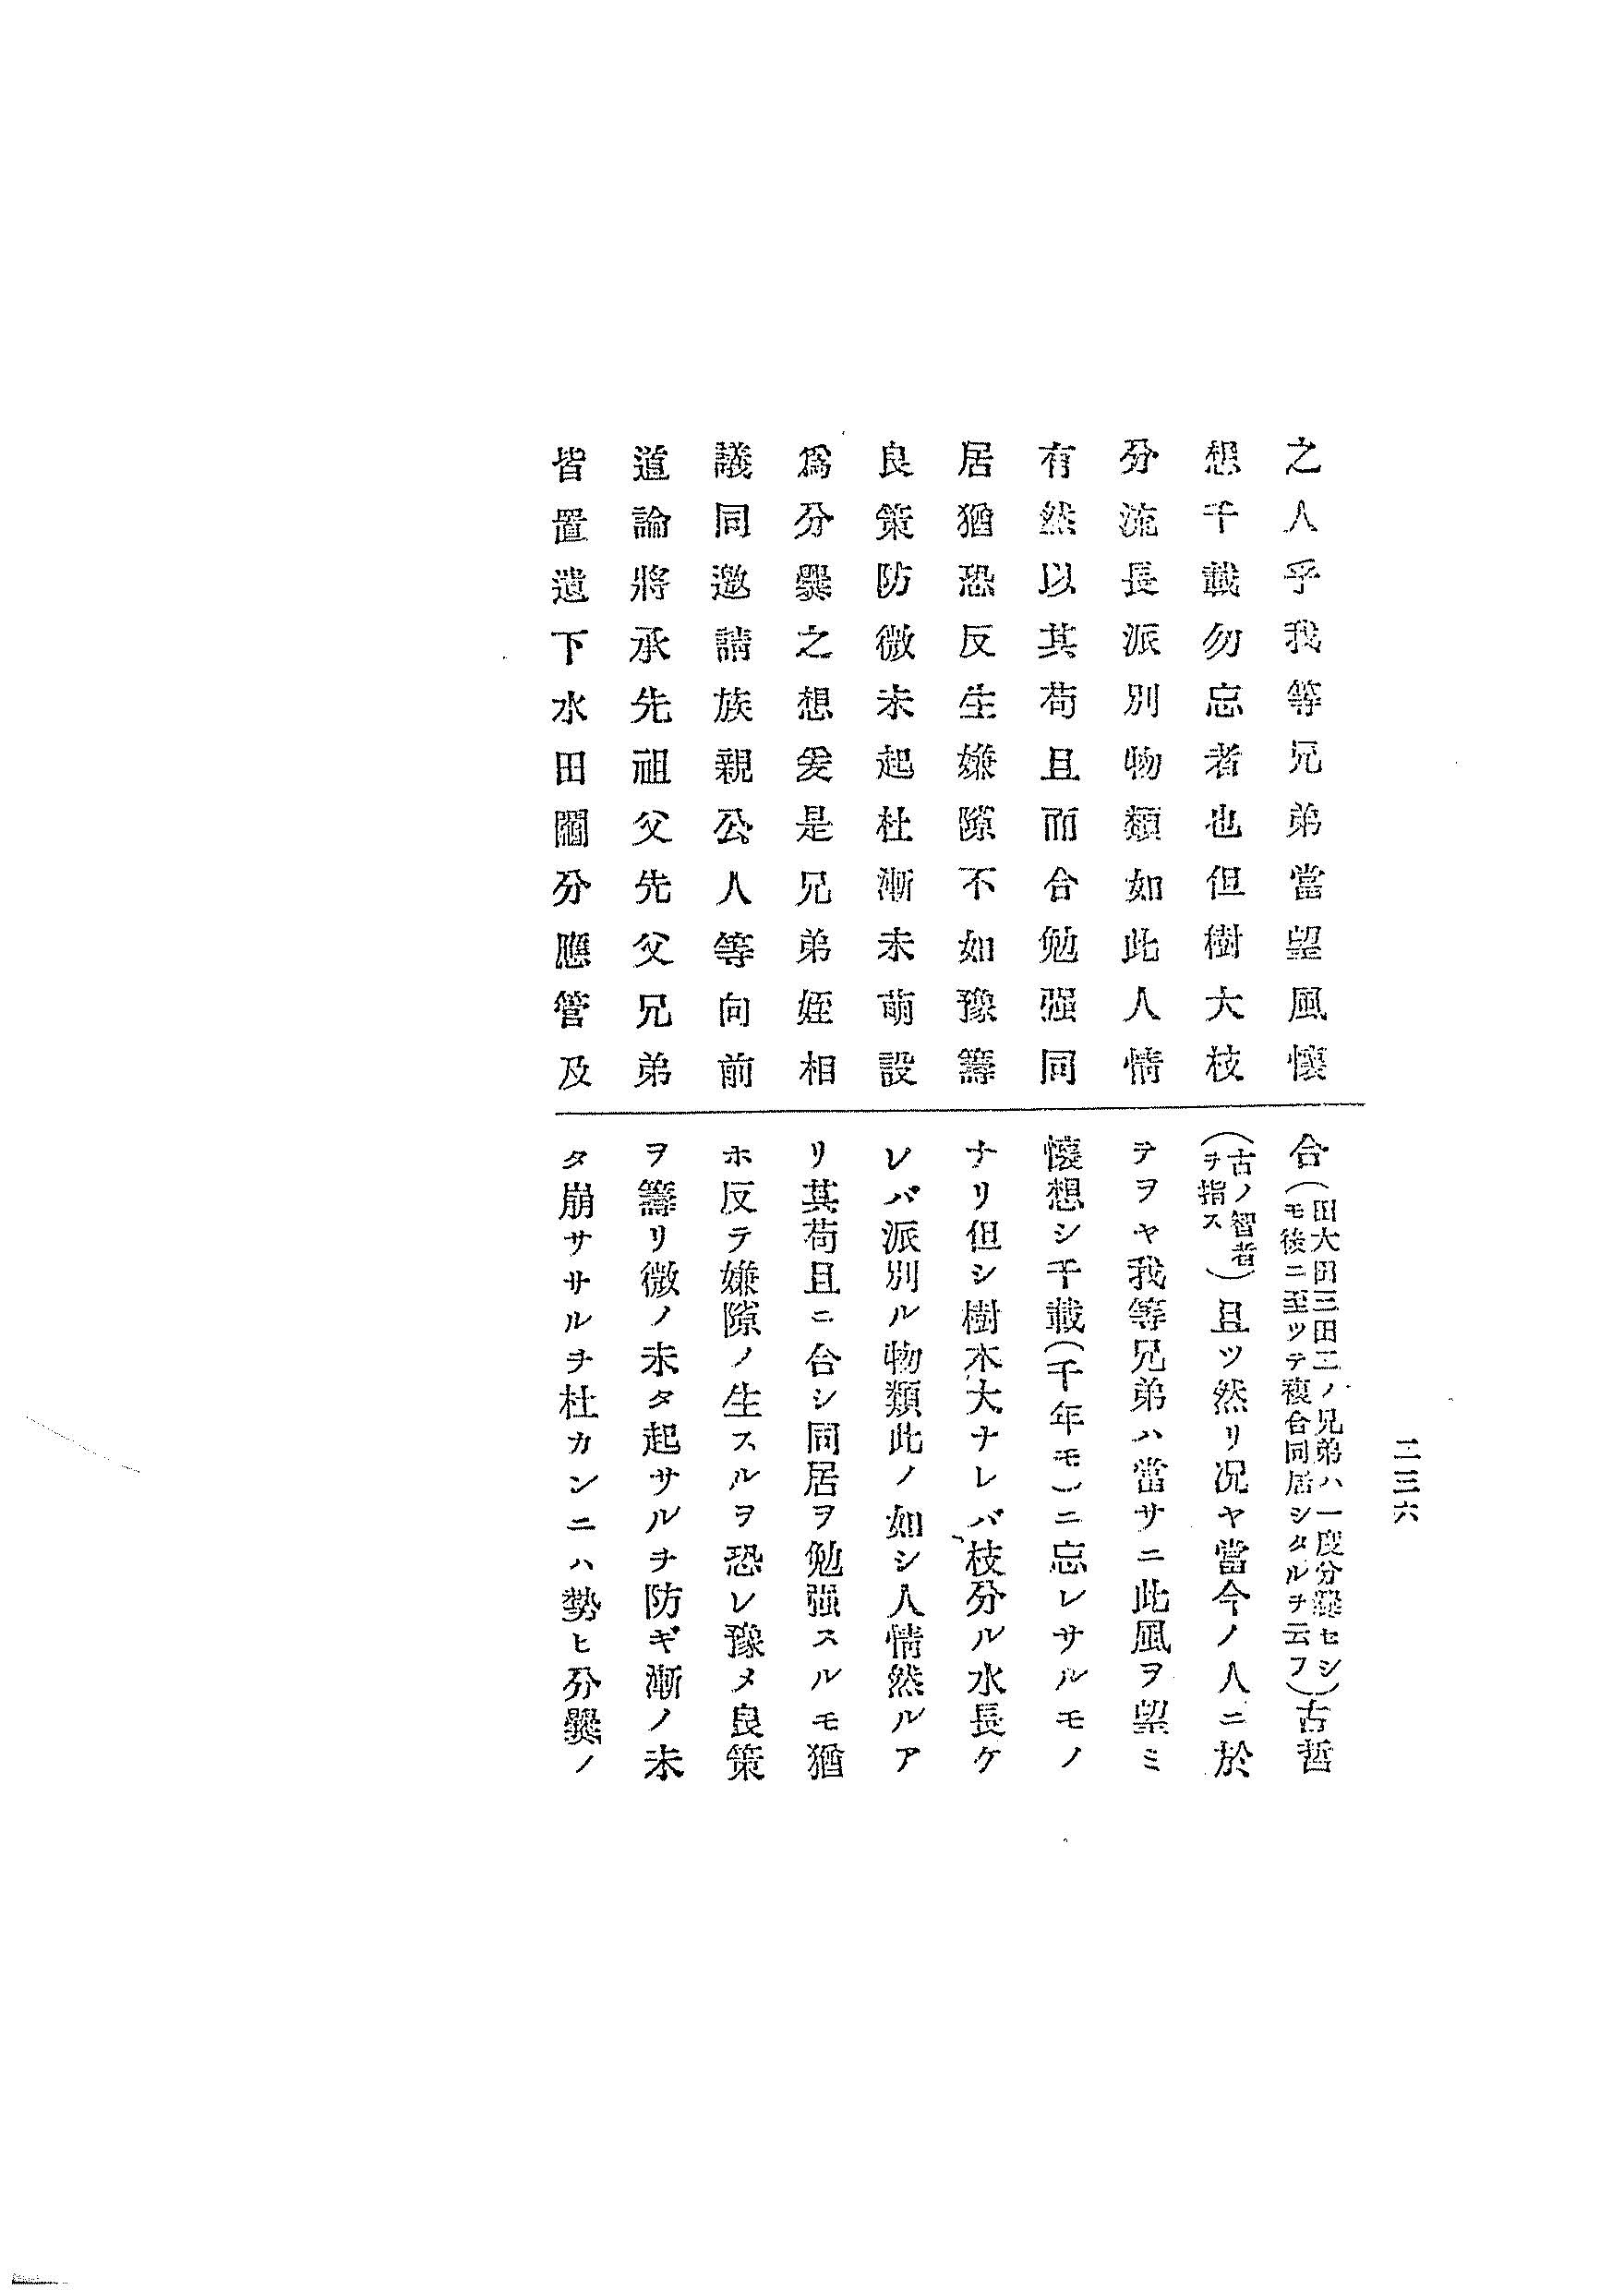 二三六
之人乎我等兄弟當望風懷
想千載勿忘者也但樹大枝
分流長派別物類如此人情
有然以其苟且而合勉强同
居猶恐反生嫌隙不如豫籌
良策防微未起杜漸未萌設
爲分爨之想爰是兄弟姪相
議同邀請族親公人等向前
道論將承先祖父先父兄弟
皆置遺下水田鬮分應管及
合(田大田三田二ノ兄弟ハ一度分爨セシ
モ後ニ至ツテ複合同居シタルヲ云フ)古哲
(古ノ智者
ヲ指ス)且ツ然リ況ヤ當今ノ人ニ於
テヲヤ我等兄弟ハ當サニ此風ヲ望ミ
懷想シ千載(千年モ)ニ忘レサルモノ
ナリ但シ樹木大ナレバ枝分ル水長ケ
レバ派別ル物類此ノ如シ人情然ルア
リ其苟且ニ合シ同居ヲ勉强スルモ猶
ホ反テ嫌隙ノ生スルヲ恐レ豫メ良策
ヲ籌リ微ノ未タ起サルヲ防ギ漸ノ未
タ崩ササルヲ杜カンニハ勢ヒ分爨ノ